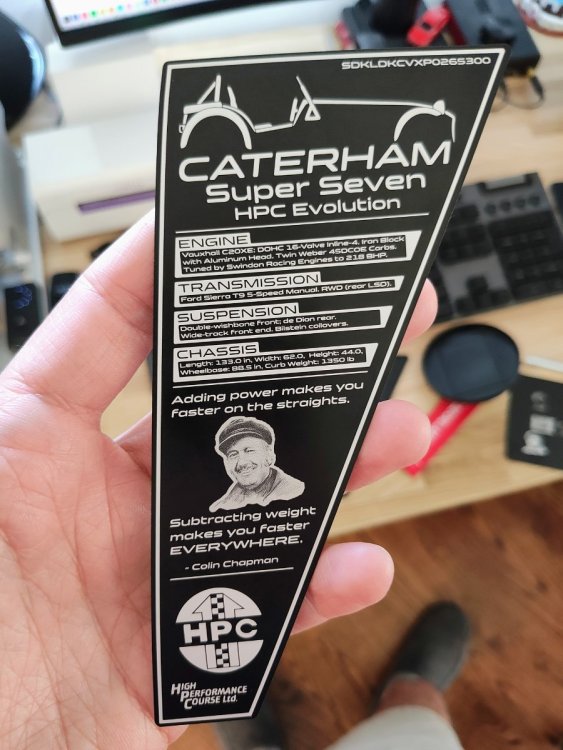 SDKLDKCVXP0265300
CATERHAM
Super Seven
HPC Evolution
ENGINE
Vauxhall C20XE; DOHC 16-Valve Inline-4, Iron Block
with Aluminum Head. Twin Weber 45DCOE Carbs.
Tuned by Swindon Racing Engines to 218 BHP.
TRANSMISSION
Ford Sierra T9 5-Speed Manual. RWD (rear LSD).
SUSPENSION
Double-wishbone front; de Dion rear.
Wide-track front end. Bilstein coilovers.
CHASSIS
Length: 133.0 in, Width: 62.0, Height: 44.0,
Wheelbase: 88.5 in, Curb Weight: 1350 lb
Adding power makes you
faster on the straights.
Subtracting weight
makes you faster
EVERYWHERE.
- Colin Chapman
HPC
HIGH
PERFORMANCE
COURSE Ltd.